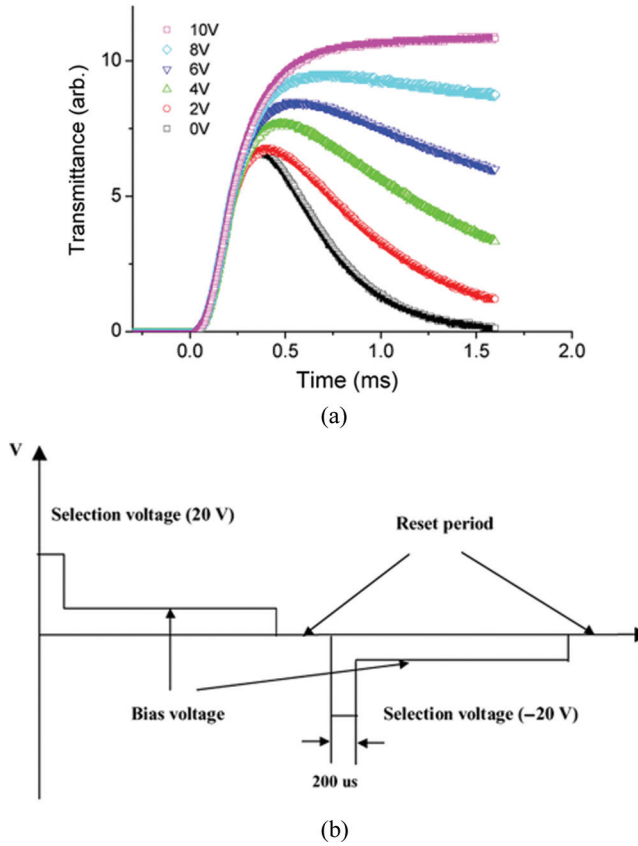 Transmittance (arb.)
10
5
0
10V
8V
6V
4V
2V
0V
0.0 0.5 1.0 1.5 2.0
Time (ms)
(a)
V
Selection voltage (20 V)
Reset period
Bias voltage
Selection voltage (−20 V)
200 us
(b)